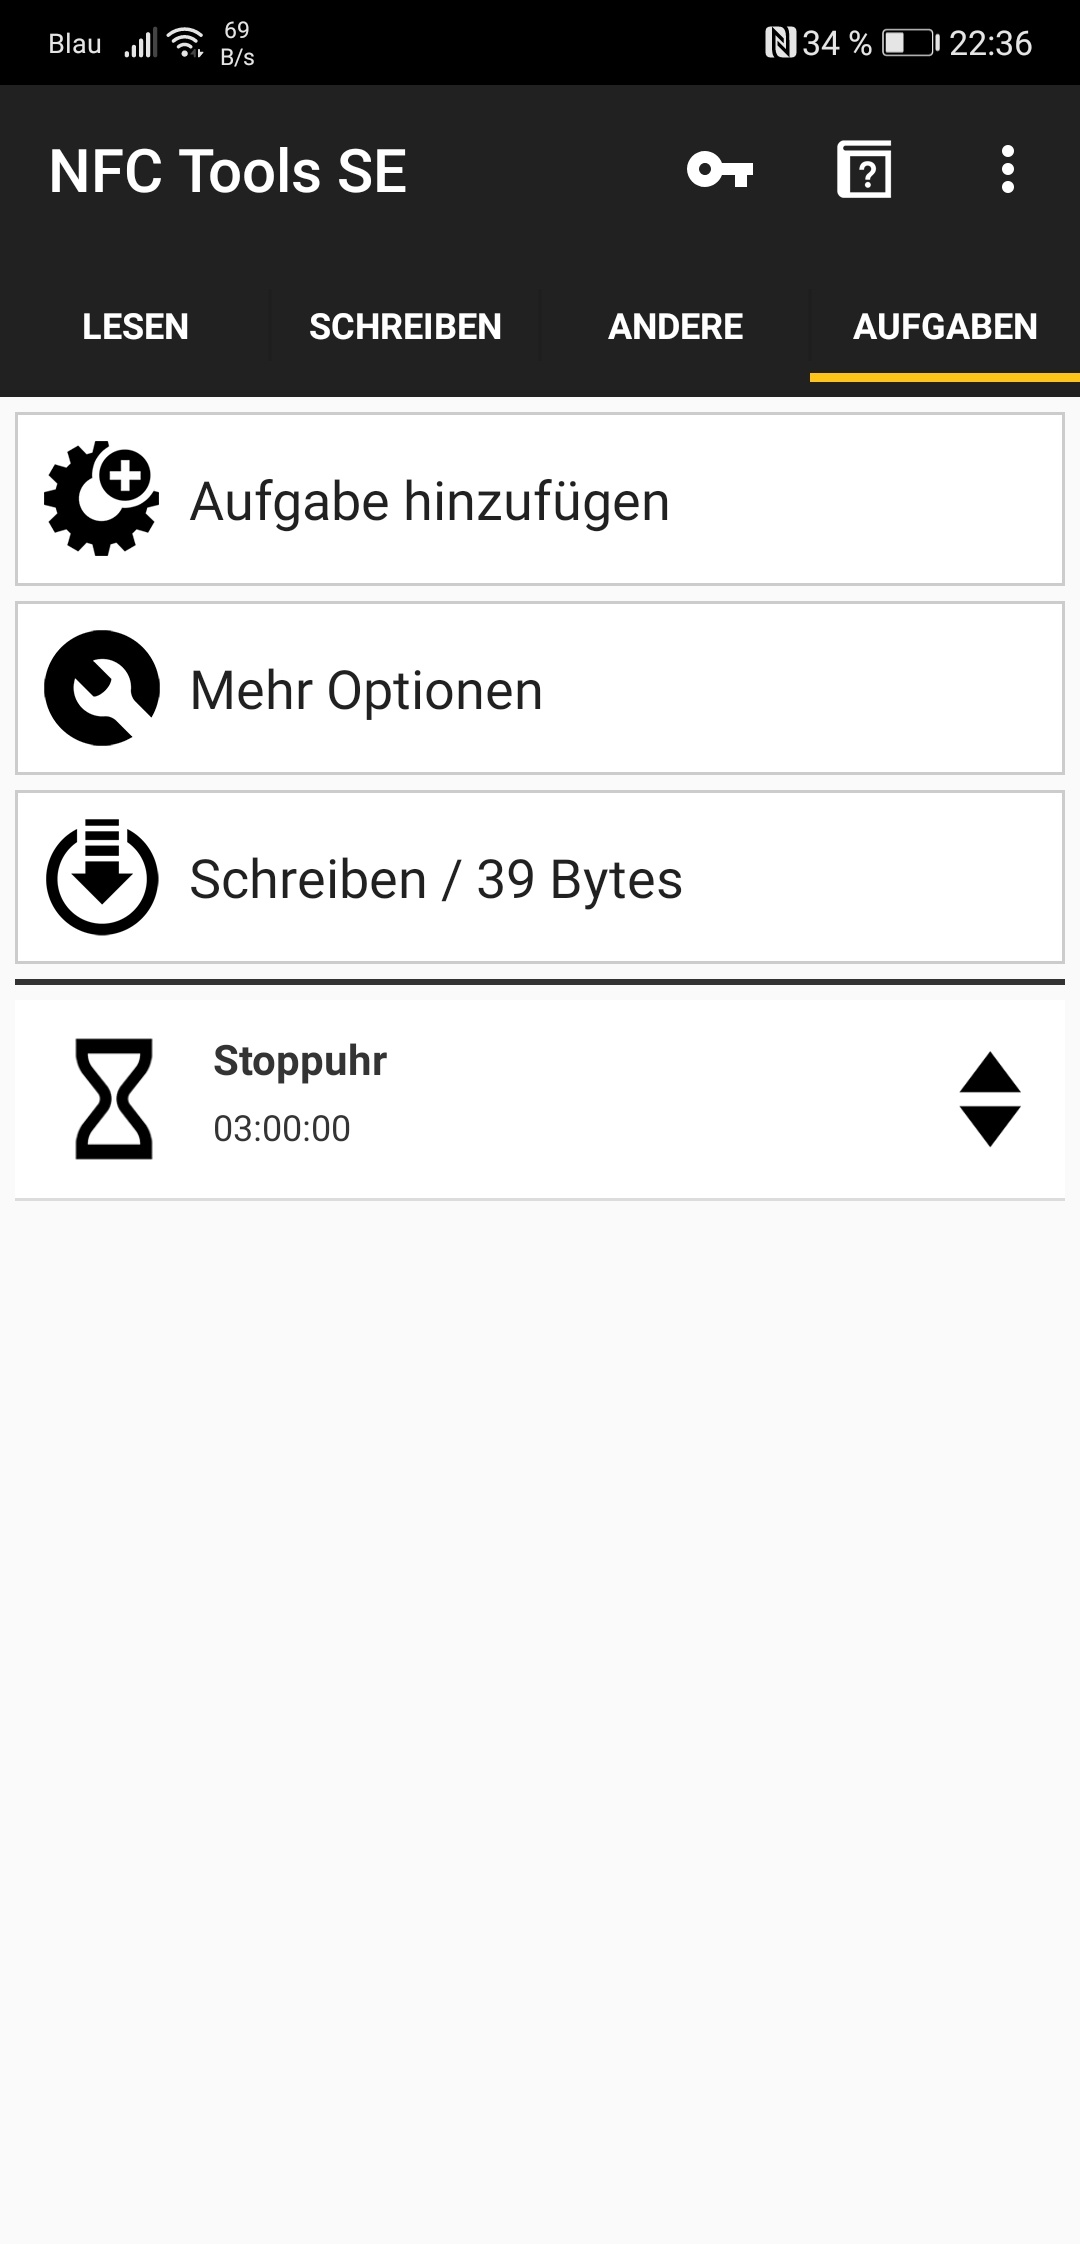 Blau 69 B/s 34 % 22:36
NFC Tools SE
LESEN SCHREIBEN ANDERE AUFGABEN
Aufgabe hinzufügen
Mehr Optionen
Schreiben / 39 Bytes
Stoppuhr
03:00:00